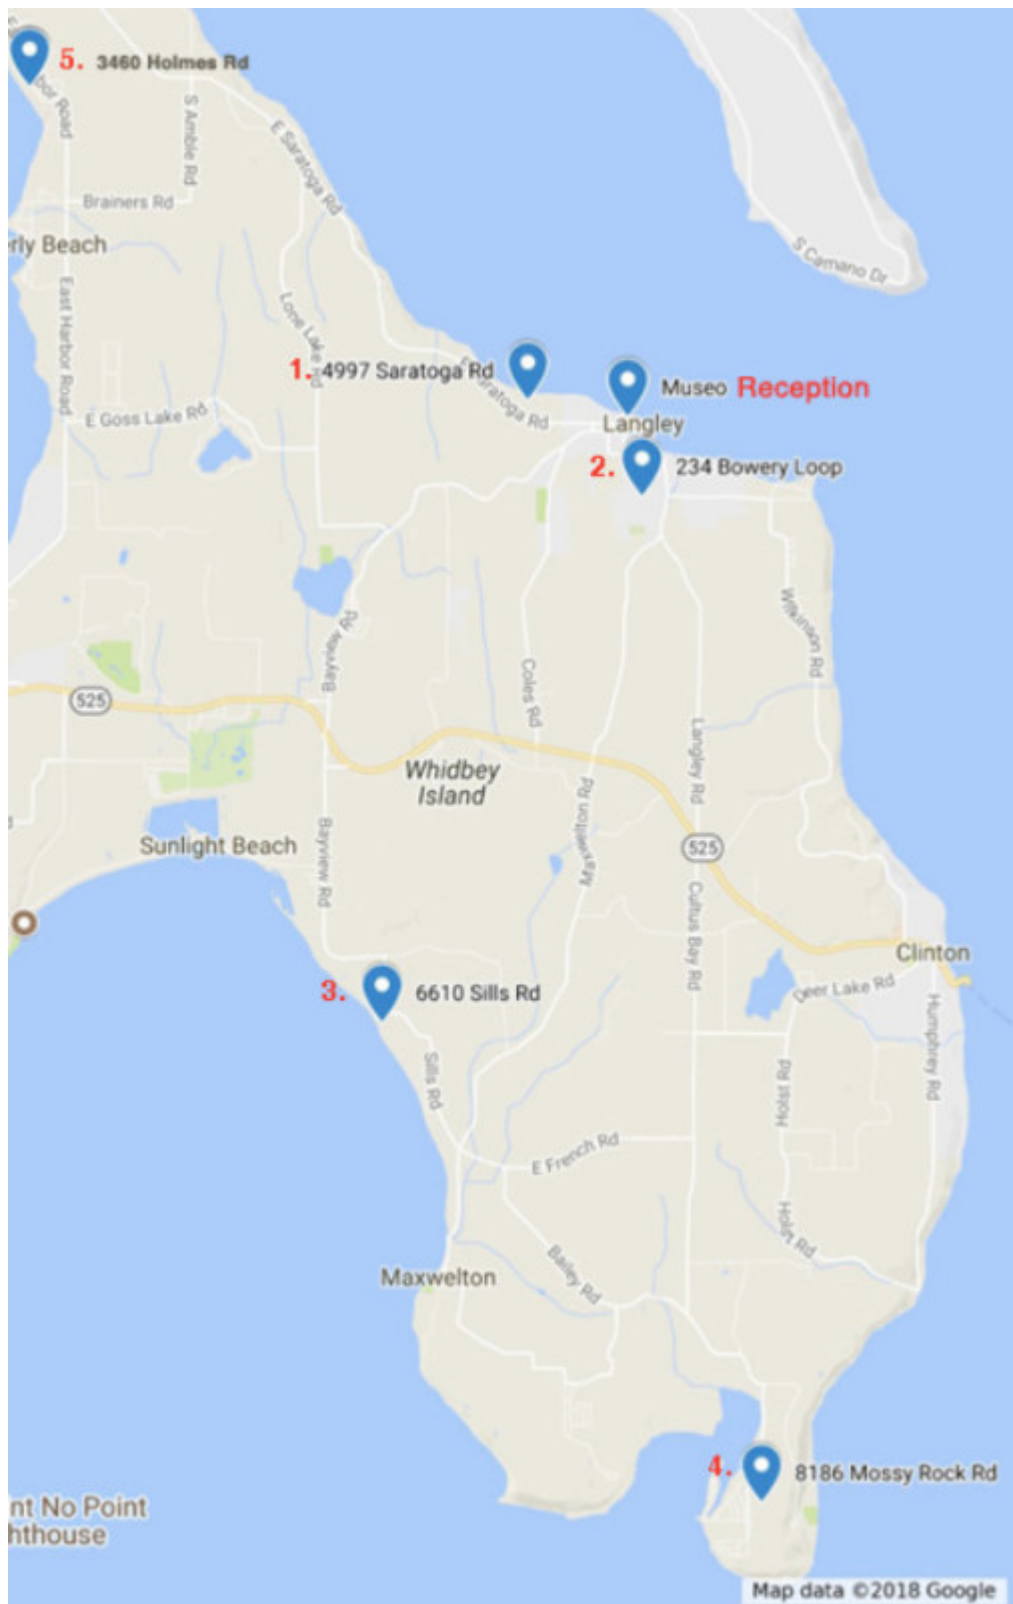 5. 3460 Holmes Rd
bor Road
S Amble Rd
E Saratoga Rd
Brainers Rd
rly Beach
S Camano Dr
East Harbor Road
Lone Lake Rd
1. 4997 Saratoga Rd
E Saratoga Rd
Museo Reception
E Goss Lake Rd
Langley
2. 234 Bowery Loop
Wilkinson Rd
Bayview Rd
Coles Rd
525
Langley Rd
Whidbey
Island
Maxwelton Rd
Sunlight Beach
Bayview Rd
525
Cultus Bay Rd
Clinton
3. 6610 Sills Rd
Deer Lake Rd
Humphrey Rd
Sills Rd
Holst Rd
E French Rd
Holst Rd
Bailey Rd
Maxwelton
4. 8186 Mossy Rock Rd
nt No Point
hthouse
Map data ©2018 Google